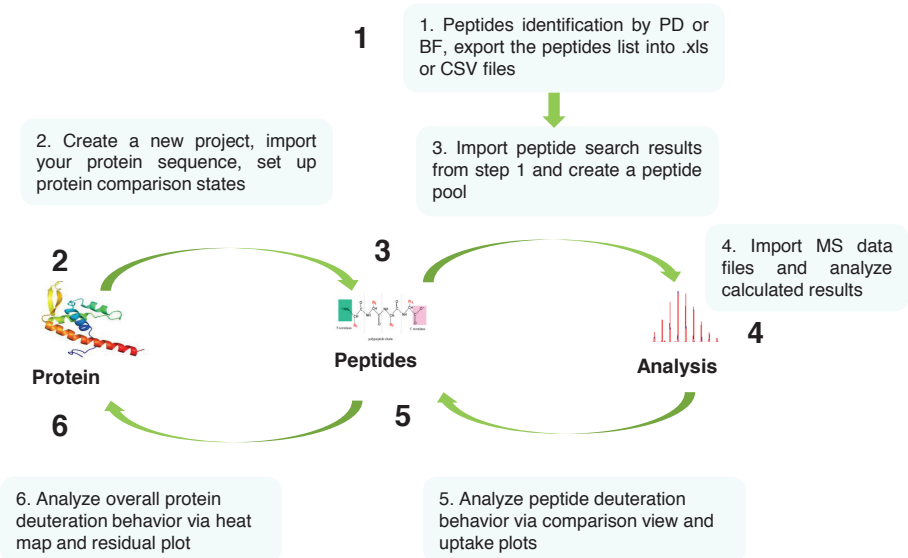 1
1. Peptides identification by PD or
BF, export the peptides list into .xls
or CSV files
2. Create a new project, import
your protein sequence, set up
protein comparison states
3. Import peptide search results
from step 1 and create a peptide
pool
2
3
4. Import MS data
files and analyze
calculated results
4
polypeptide chain
Protein
Peptides
Analysis
6
5
6. Analyze overall protein
deuteration behavior via heat
map and residual plot
5. Analyze peptide deuteration
behavior via comparison view and
uptake plots